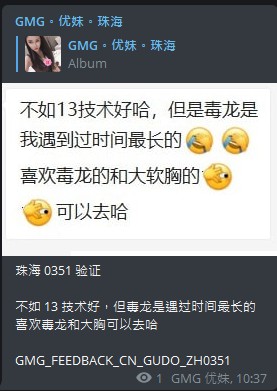 GMG。优妹。珠海
GMG。优妹。珠海
Album
不如13技术好哈，但是毒龙是
我遇到过时间最长的
喜欢毒龙的和大软胸的
可以去哈
珠海 0351 验证
不如 13 技术好，但毒龙是遇过时间最长的
喜欢毒龙和大胸可以去哈
GMG_FEEDBACK_CN_GUDO_ZH0351
1 GMG 优妹, 10:37